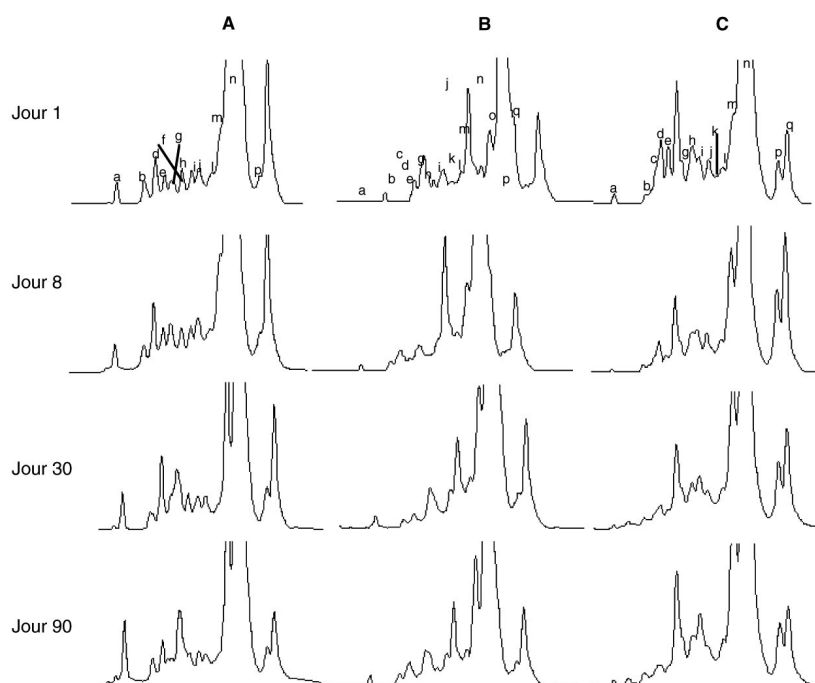 A B C
Jour 1
a b d f e g h i j l m n p
a b c d e g h i j k l m n o p q
a b c d e g h i j k l m n p q
Jour 8
Jour 30
Jour 90